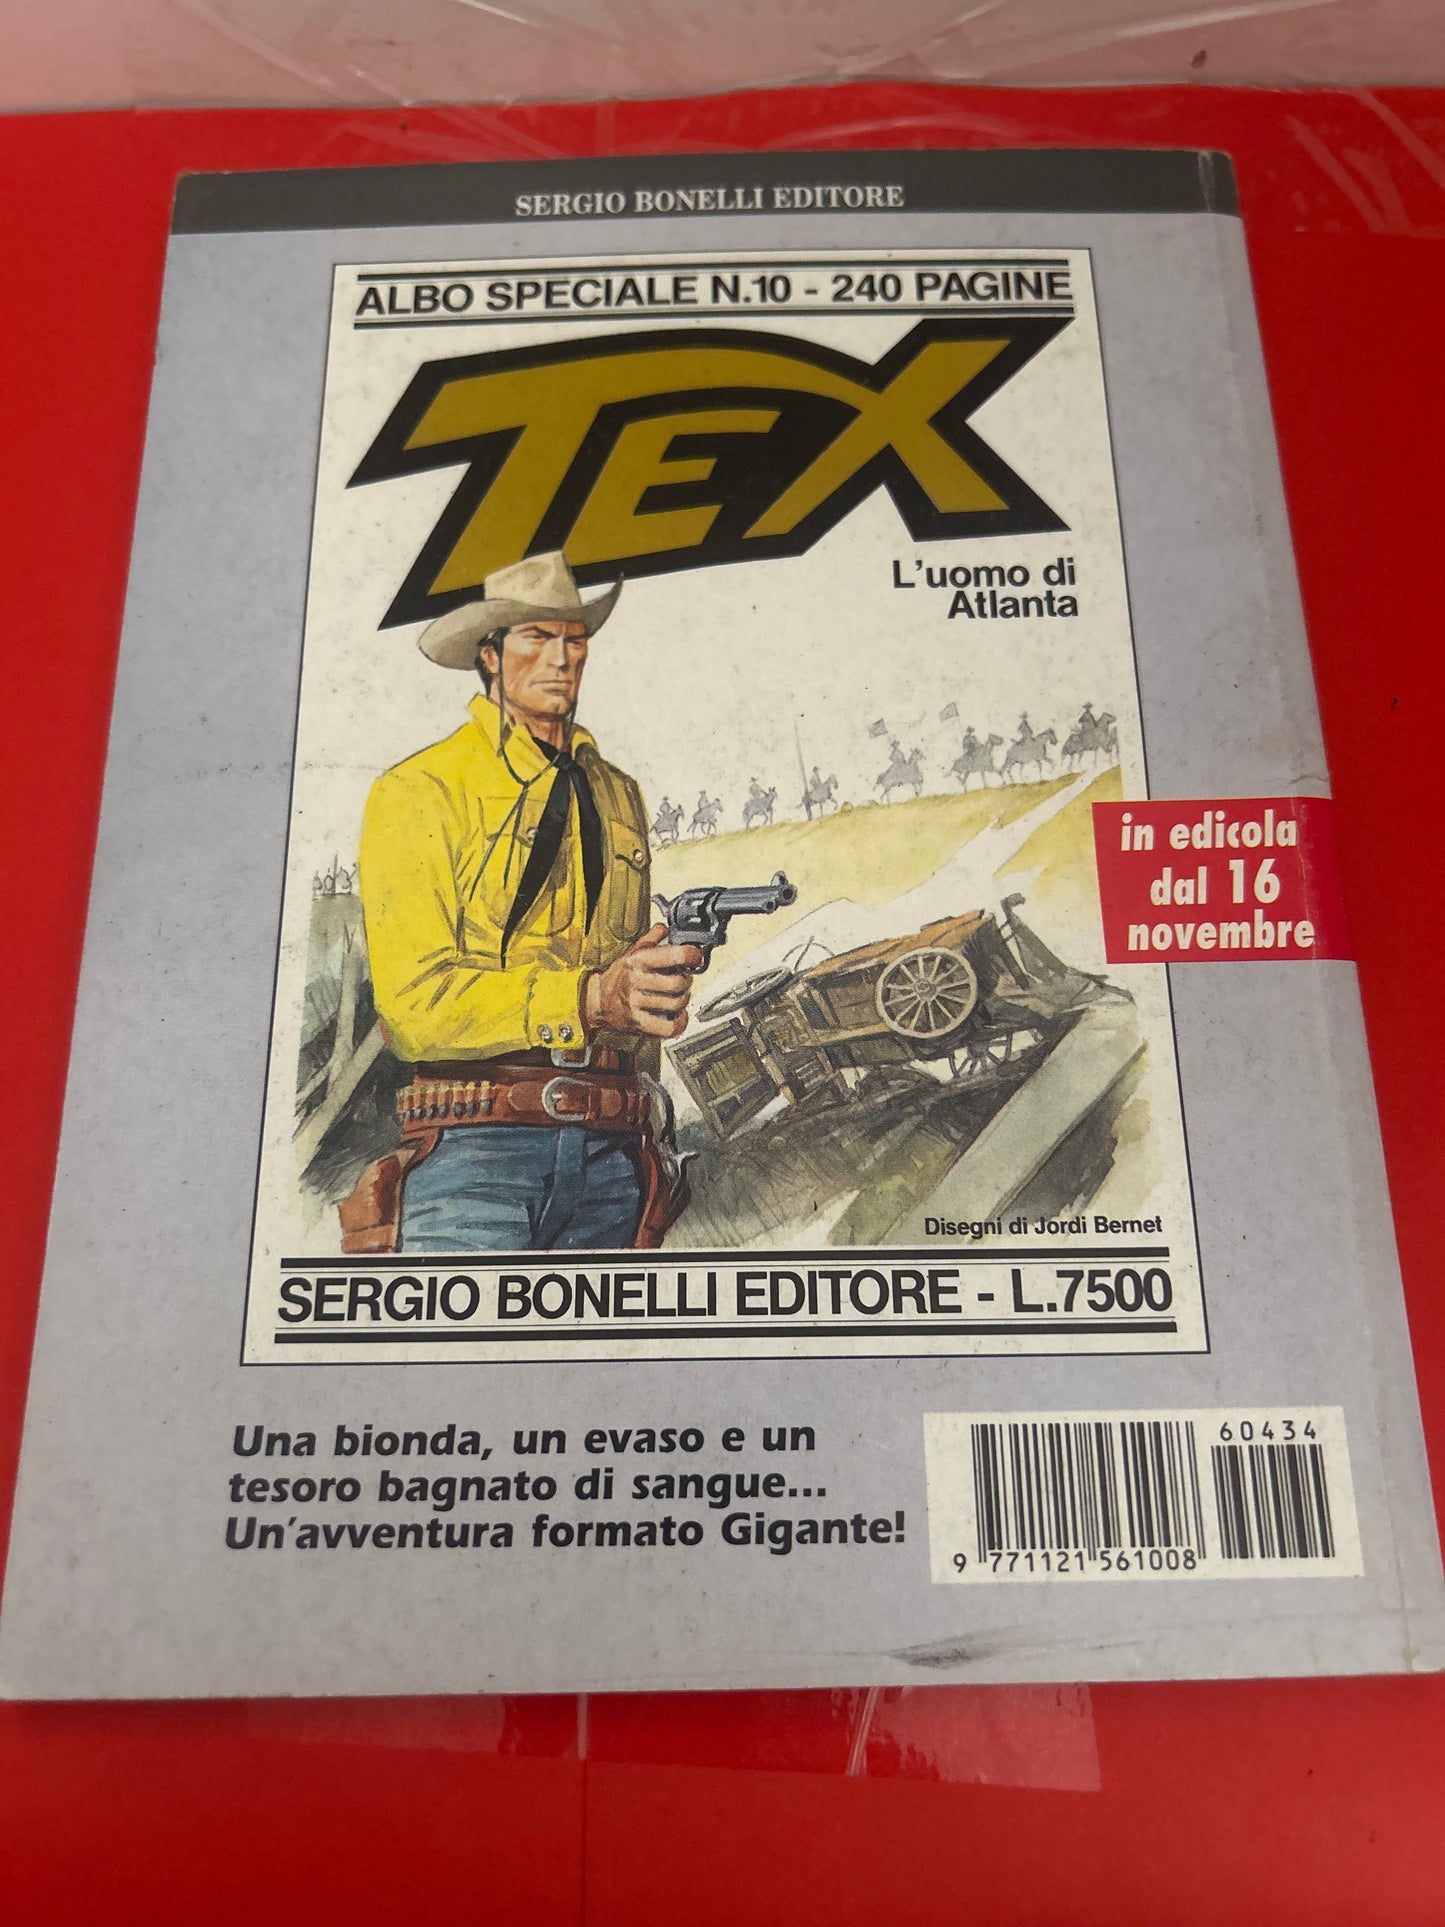 SERGIO BONELLI EDITORE
ALBO SPECIALE N.10 - 240 PAGINE
TEX
L'uomo di
Atlanta
in edicola
dal 16
novembre
Disegni di Jordi Bernet
SERGIO BONELLI EDITORE - L.7500
Una bionda, un evaso e un
tesoro bagnato di sangue...
Un'avventura formato Gigante!
60434
9 771121 561008